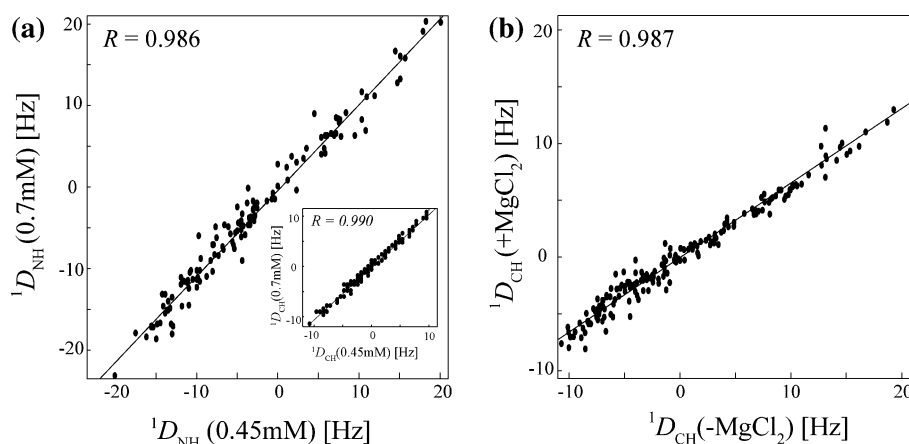 (a)
R = 0.986
20
10
0
-10
-20
¹D_NH (0.7mM) [Hz]
-20 -10 0 10 20
¹D_NH (0.45mM) [Hz]
R = 0.990
10
0
-10
¹D_CH (0.7mM) [Hz]
-10 -5 0 5 10
¹D_CH(0.45mM) [Hz]
(b)
R = 0.987
20
10
0
-10
¹D_CH(+MgCl₂) [Hz]
-10 0 10 20
¹D_CH(-MgCl₂) [Hz]